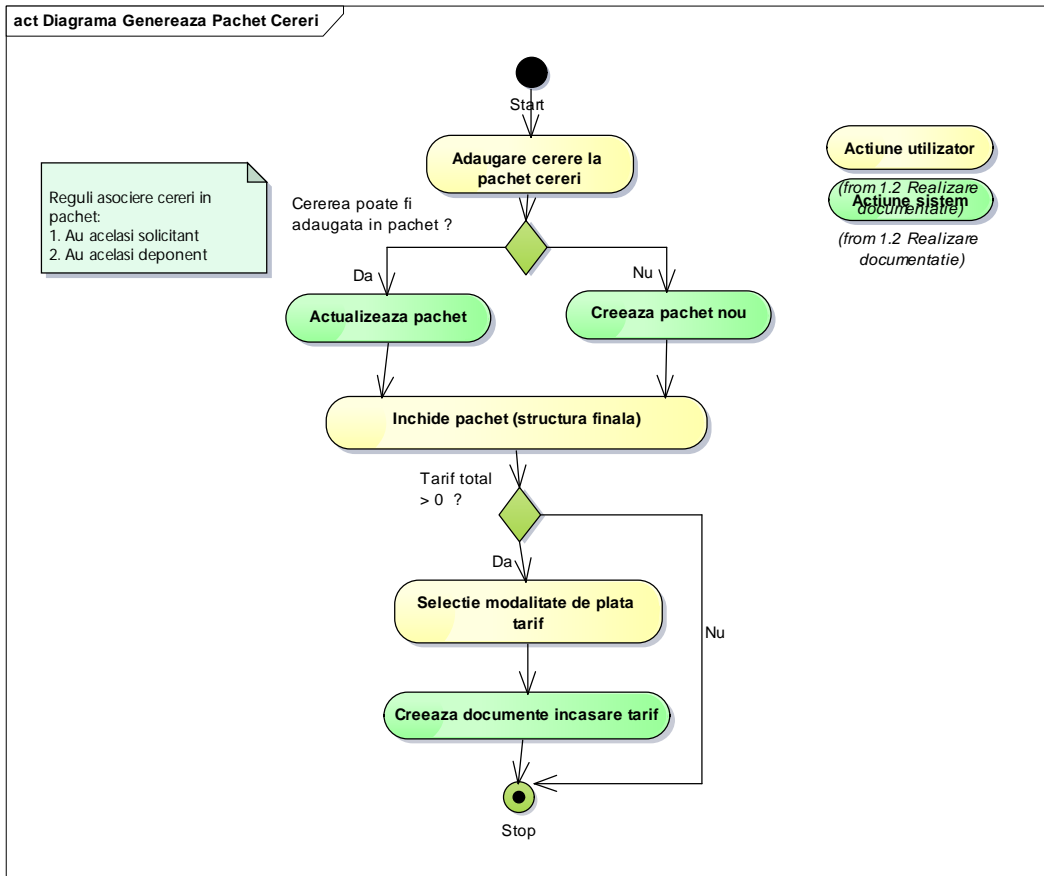 act Diagrama Genereaza Pachet Cereri
Start
Adaugare cerere la
pachet cereri
Actiune utilizator
(from 1.2 Realizare
documentatie)
Actiune sistem
(from 1.2 Realizare
documentatie)
Reguli asociere cereri in
pachet:
1. Au acelasi solicitant
2. Au acelasi deponent
Cererea poate fi
adaugata in pachet ?
Da
Nu
Actualizeaza pachet
Creeaza pachet nou
Inchide pachet (structura finala)
Tarif total
> 0 ?
Da
Selectie modalitate de plata
tarif
Nu
Creeaza documente incasare tarif
Stop